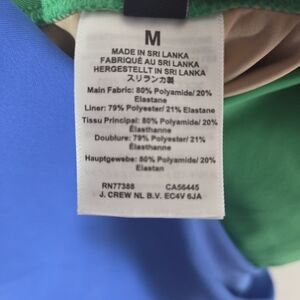 M
MADE IN SRI LANKA
FABRIQUÉ AU SRI LANKA
HERGESTELLT IN SRI LANKA
スリランカ製
Main Fabric: 80% Polyamide/ 20%
Elastane
Liner: 79% Polyester/ 21% Elastane
Tissu Principal: 80% Polyamide/ 20%
Élasthanne
Doublure: 79% Polyester/ 21%
Élasthanne
Hauptgewebe: 80% Polyamid/ 20%
Elastan
RN77388 CA56445
J. CREW NL B.V. EC4V 6JA